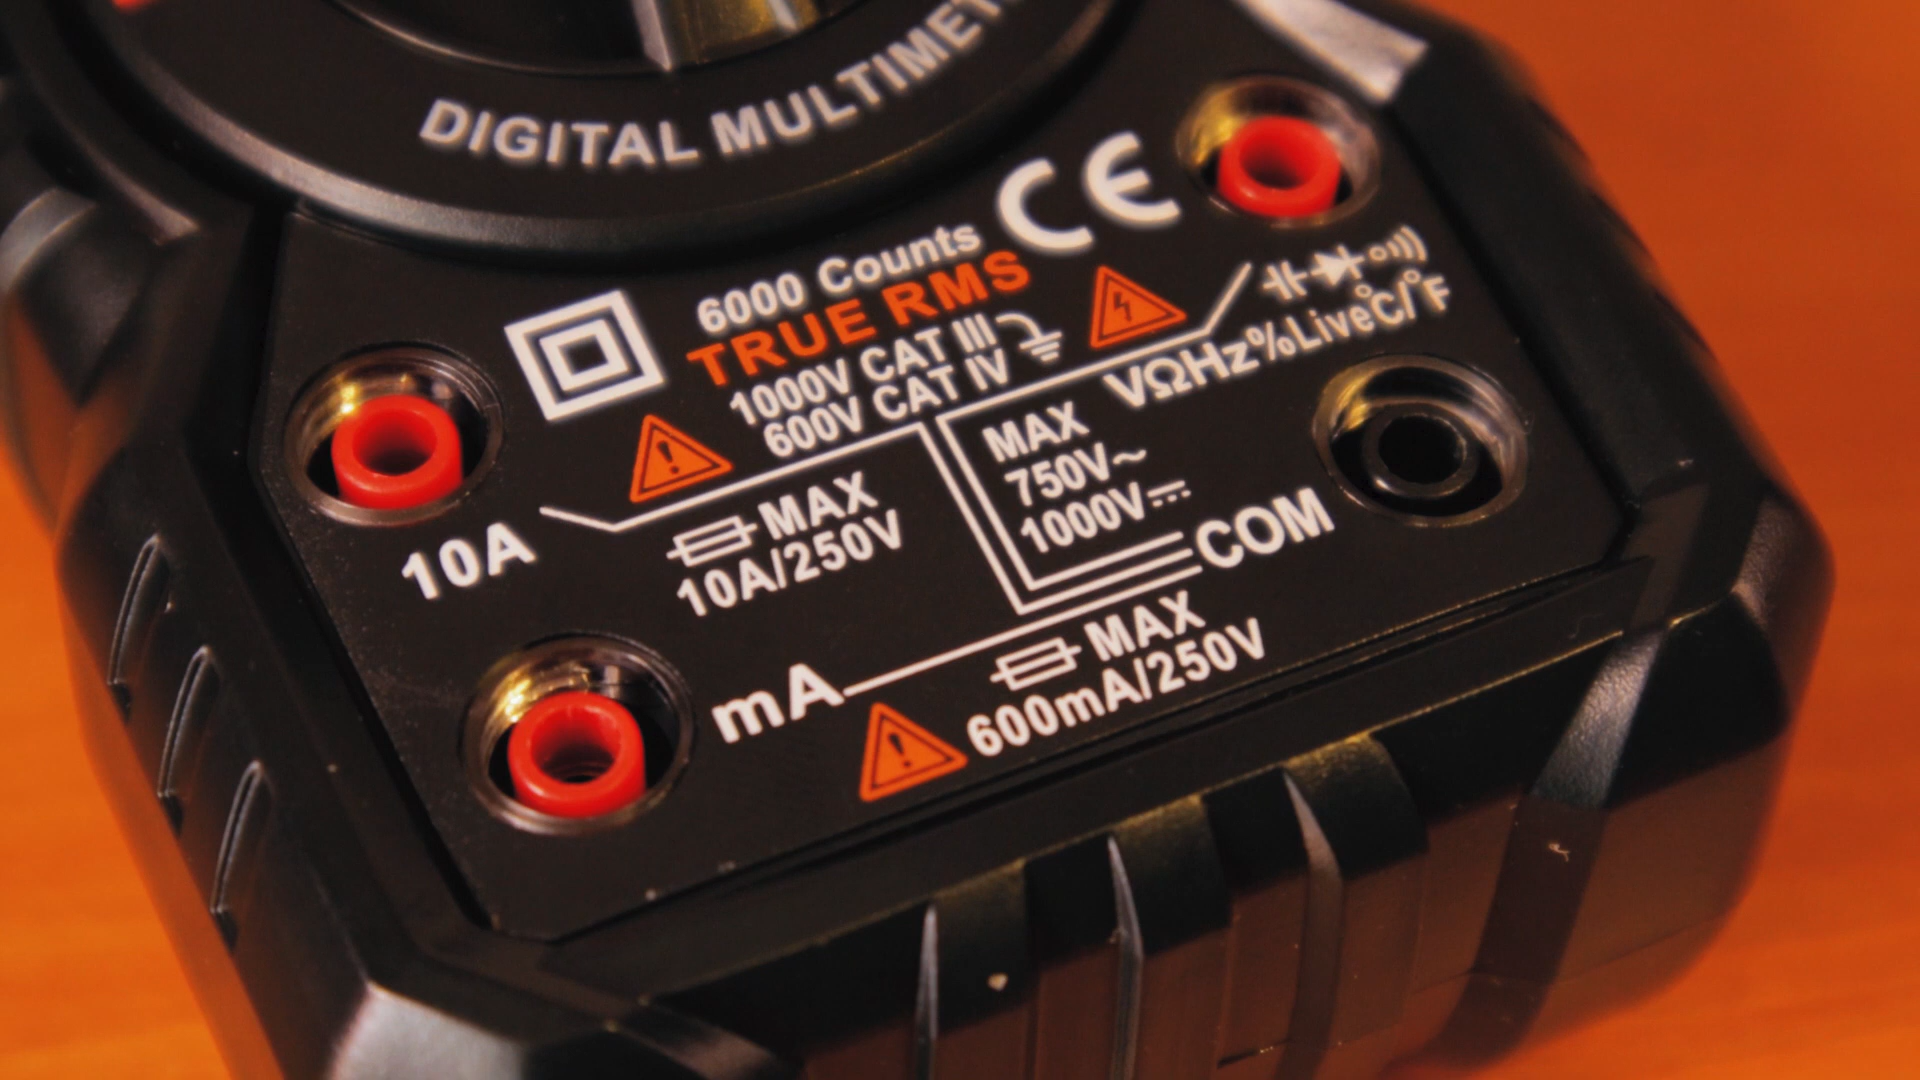 DIGITAL MULTIMET
CE
6000 Counts
TRUE RMS
1000V CAT III
600V CAT IV
VΩHz%Live°C/°F
10A
MAX
10A/250V
MAX
750V~
1000V⎓
COM
mA
MAX
600mA/250V